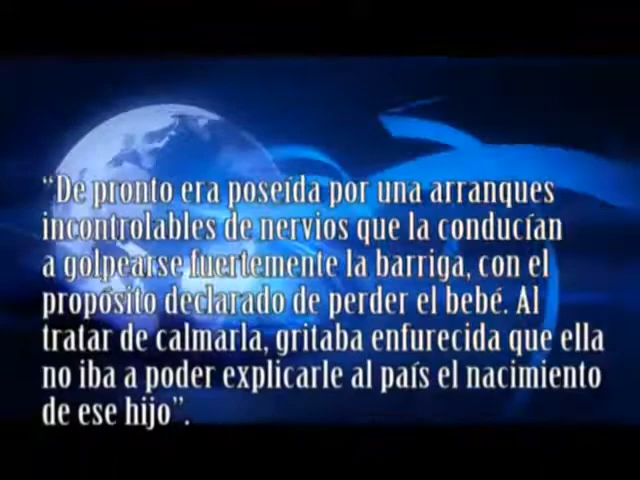 “De pronto era poseída por una arranques
incontrolables de nervios que la conducían
a golpearse fuertemente la barriga, con el
propósito declarado de perder el bebé. Al
tratar de calmarla, gritaba enfurecida que ella
no iba a poder explicarle al país el nacimiento
de ese hijo”.